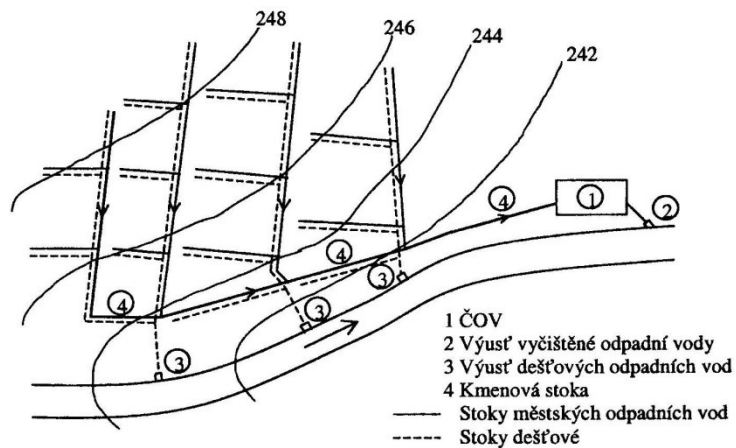 248
246
244
242
4
1
2
4
4
3
3
3
1 ČOV
2 Výusť vyčištěné odpadní vody
3 Výusť dešťových odpadních vod
4 Kmenová stoka
Stoky městských odpadních vod
Stoky dešťové